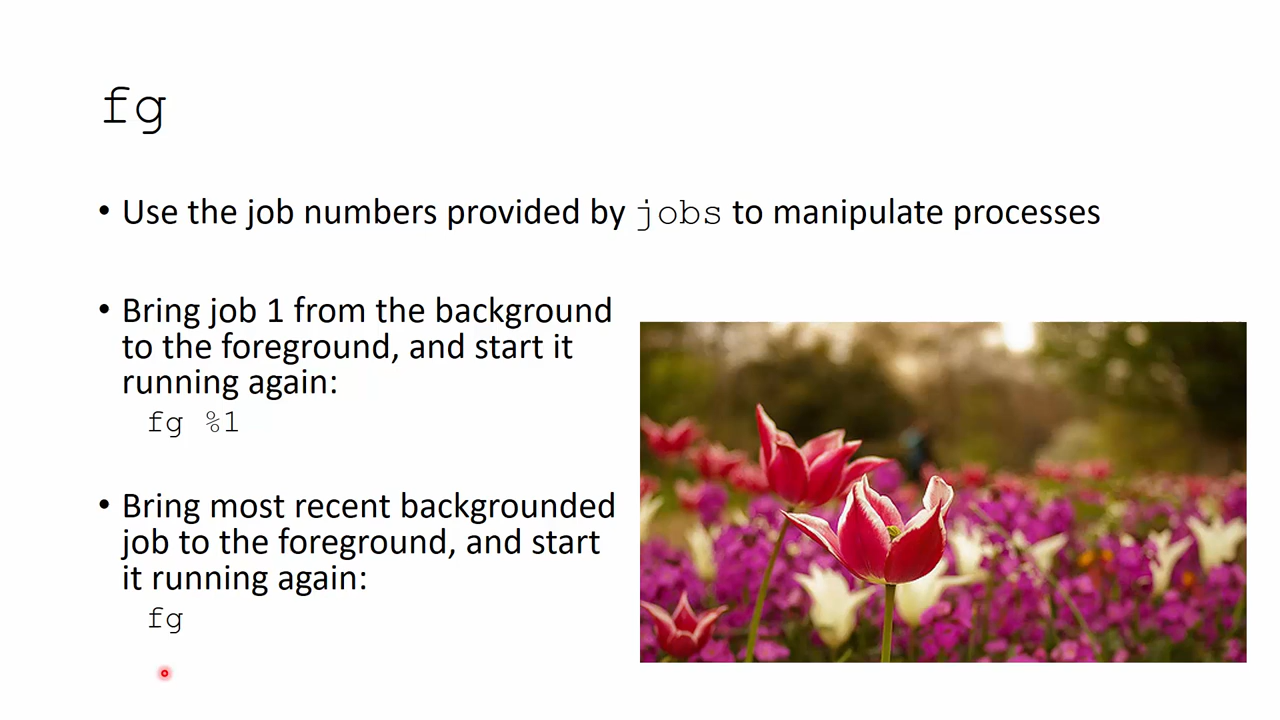 fg
• Use the job numbers provided by jobs to manipulate processes
• Bring job 1 from the background
to the foreground, and start it
running again:
fg %1
• Bring most recent backgrounded
job to the foreground, and start
it running again:
fg